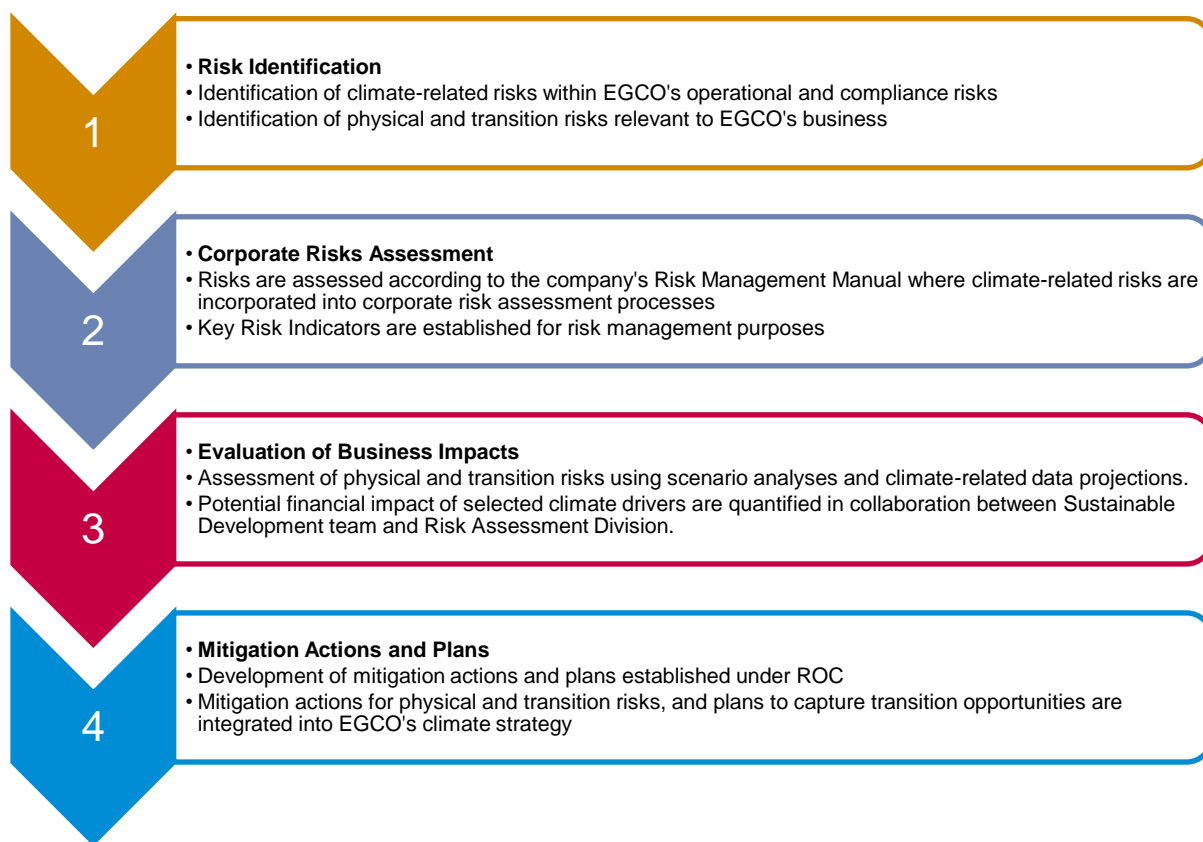 1
• Risk Identification
• Identification of climate-related risks within EGCO's operational and compliance risks
• Identification of physical and transition risks relevant to EGCO's business
2
• Corporate Risks Assessment
• Risks are assessed according to the company's Risk Management Manual where climate-related risks are
incorporated into corporate risk assessment processes
• Key Risk Indicators are established for risk management purposes
3
• Evaluation of Business Impacts
• Assessment of physical and transition risks using scenario analyses and climate-related data projections.
• Potential financial impact of selected climate drivers are quantified in collaboration between Sustainable
Development team and Risk Assessment Division.
4
• Mitigation Actions and Plans
• Development of mitigation actions and plans established under ROC
• Mitigation actions for physical and transition risks, and plans to capture transition opportunities are
integrated into EGCO's climate strategy